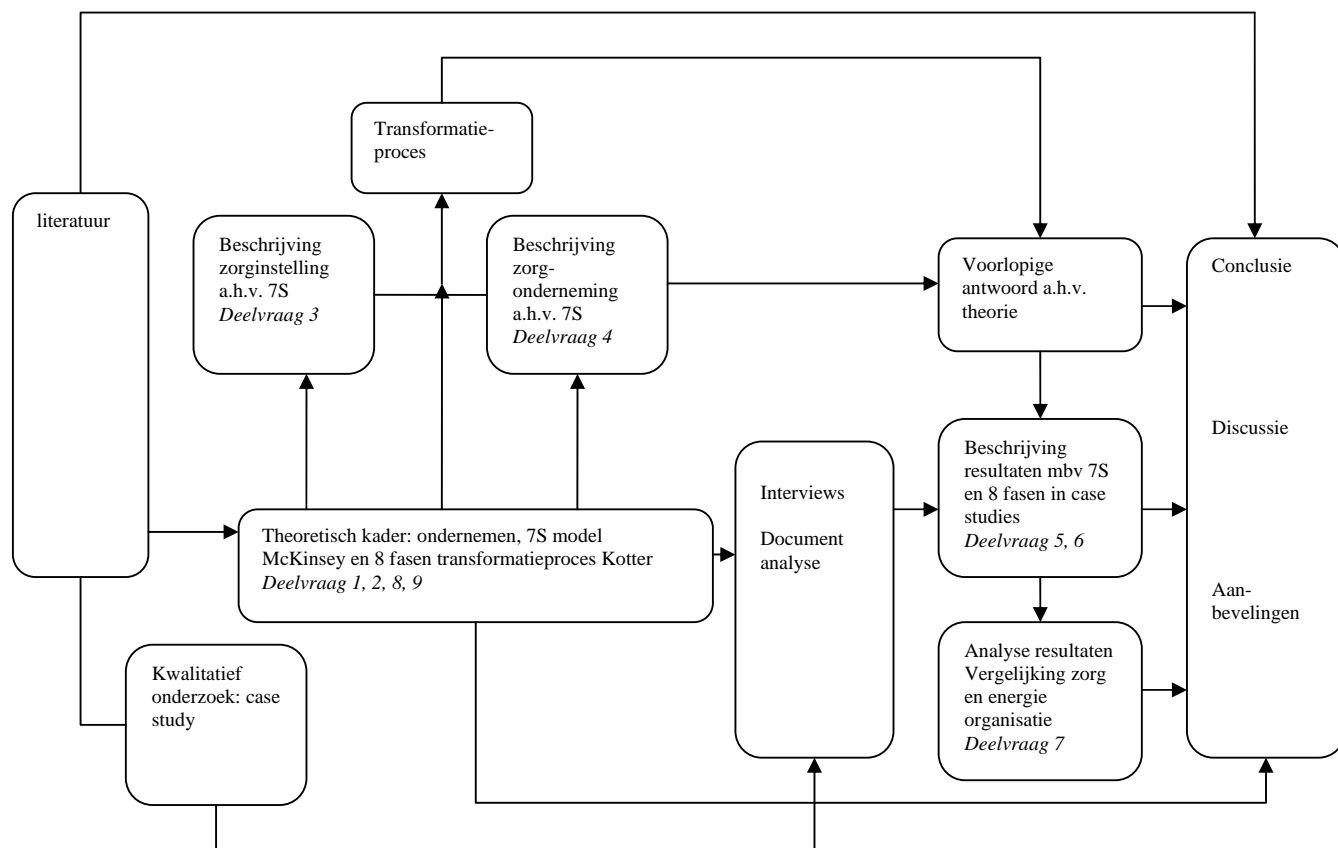 Transformatie-
proces
literatuur
Beschrijving
zorginstelling
a.h.v. 7S
Deelvraag 3
Beschrijving
zorg-
onderneming
a.h.v. 7S
Deelvraag 4
Voorlopige
antwoord a.h.v.
theorie
Conclusie
Discussie
Aan-
bevelingen
Theoretisch kader: ondernemen, 7S model
McKinsey en 8 fasen transformatieproces Kotter
Deelvraag 1, 2, 8, 9
Interviews
Document
analyse
Beschrijving
resultaten mbv 7S
en 8 fasen in case
studies
Deelvraag 5, 6
Kwalitatief
onderzoek: case
study
Analyse resultaten
Vergelijking zorg
en energie
organisatie
Deelvraag 7